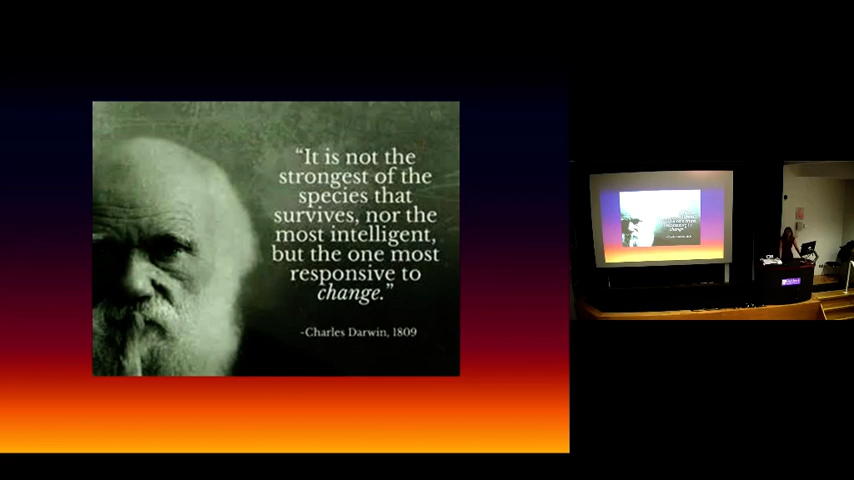 “It is not the
strongest of the
species that
survives, nor the
most intelligent,
but the one most
responsive to
change.”
-Charles Darwin, 1809